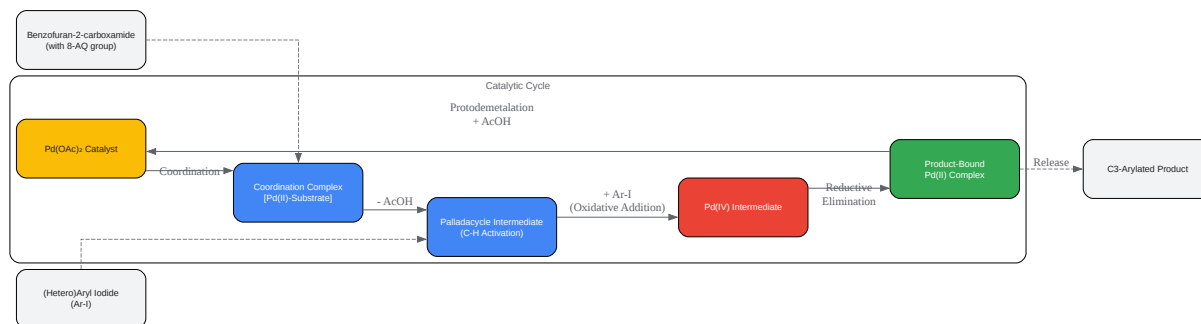 Benzofuran-2-carboxamide
(with 8-AQ group)
Catalytic Cycle
Protodemetalation
+ AcOH
Pd(OAc)₂ Catalyst
Coordination
Coordination Complex
[Pd(II)-Substrate]
- AcOH
Palladacycle Intermediate
(C-H Activation)
+ Ar-I
(Oxidative Addition)
Pd(IV) Intermediate
Reductive
Elimination
Product-Bound
Pd(II) Complex
Release
C3-Arylated Product
(Hetero)Aryl Iodide
(Ar-I)